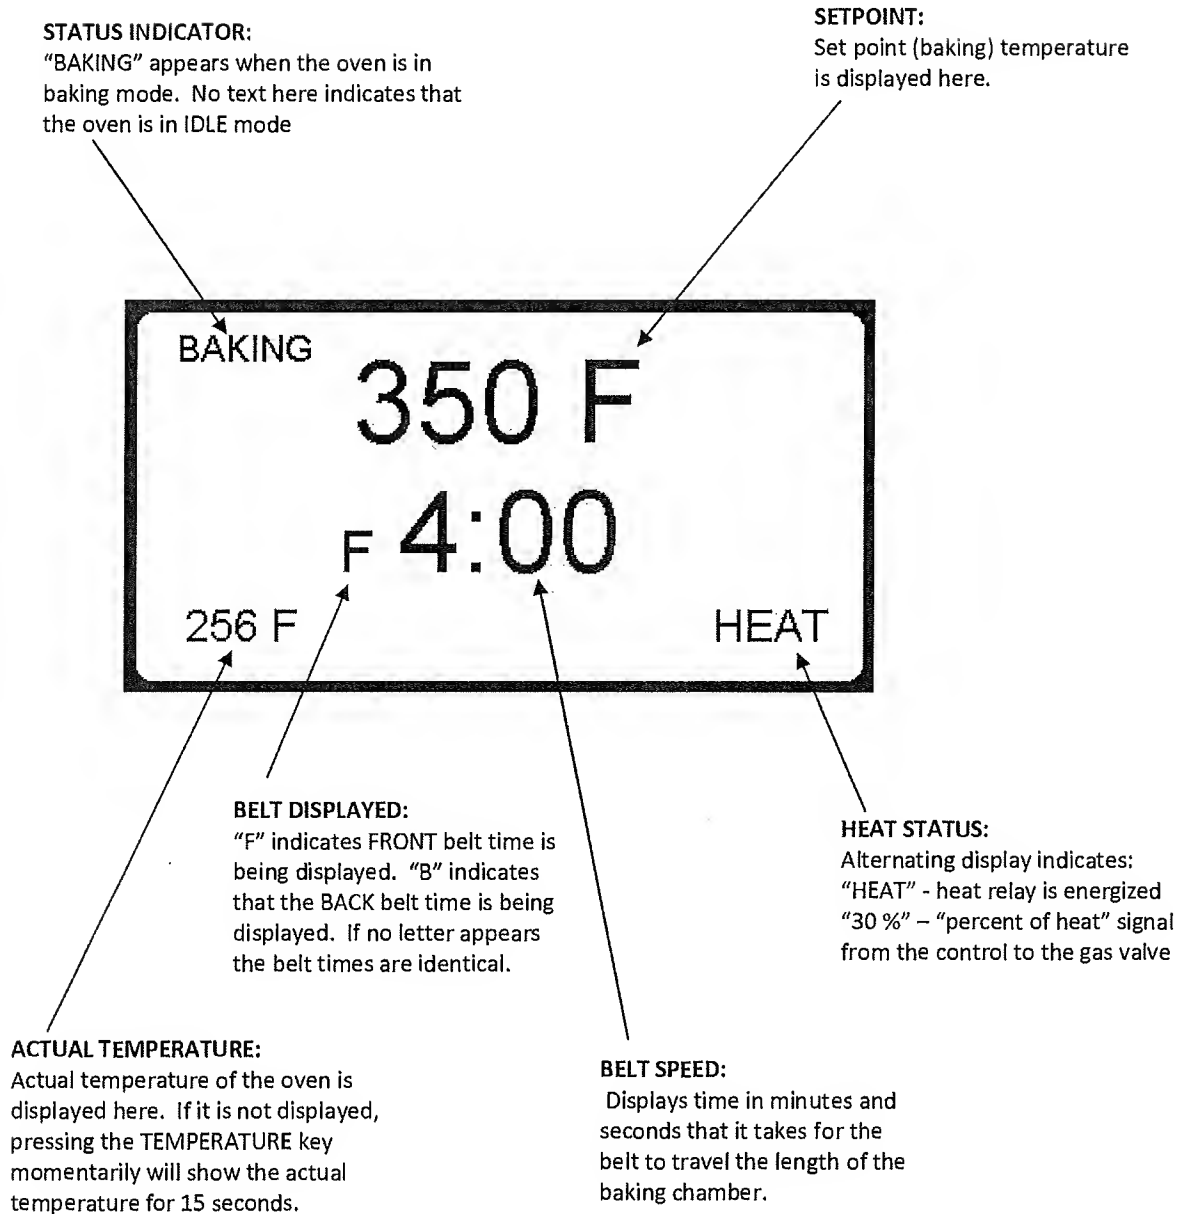 STATUS INDICATOR:
“BAKING” appears when the oven is in
baking mode.  No text here indicates that
the oven is in IDLE mode
SETPOINT:
Set point (baking) temperature
is displayed here.
BAKING
350 F
F 4:00
256 F
HEAT
BELT DISPLAYED:
“F” indicates FRONT belt time is
being displayed.  “B” indicates
that the BACK belt time is being
displayed.  If no letter appears
the belt times are identical.
HEAT STATUS:
Alternating display indicates:
“HEAT” - heat relay is energized
“30 %” – “percent of heat” signal
from the control to the gas valve
ACTUAL TEMPERATURE:
Actual temperature of the oven is
displayed here.  If it is not displayed,
pressing the TEMPERATURE key
momentarily will show the actual
temperature for 15 seconds.
BELT SPEED:
Displays time in minutes and
seconds that it takes for the
belt to travel the length of the
baking chamber.